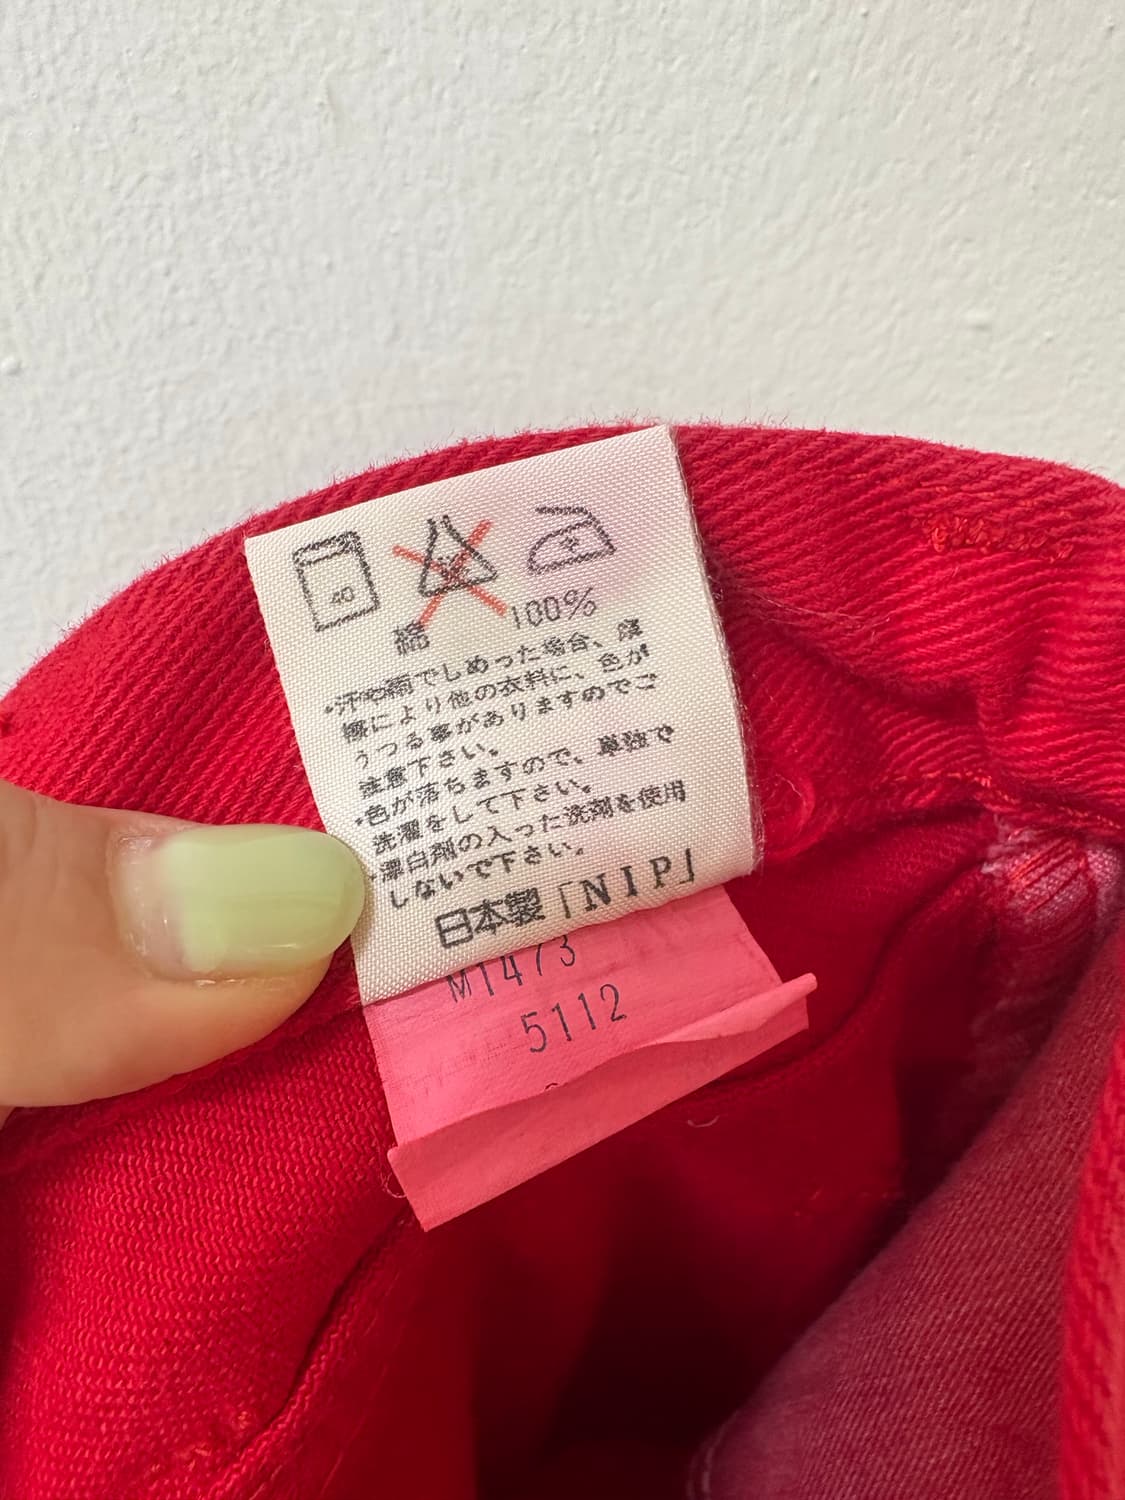 40
綿 100%
・汗や雨でしめった場合、摩
擦により他の衣料に、色が
うつる事がありますのでご
注意下さい。
・色が落ちますので、単独で
洗濯をして下さい。
・漂白剤の入った洗剤を使用
しないで下さい。
日本製「NIP」
M1473
5112